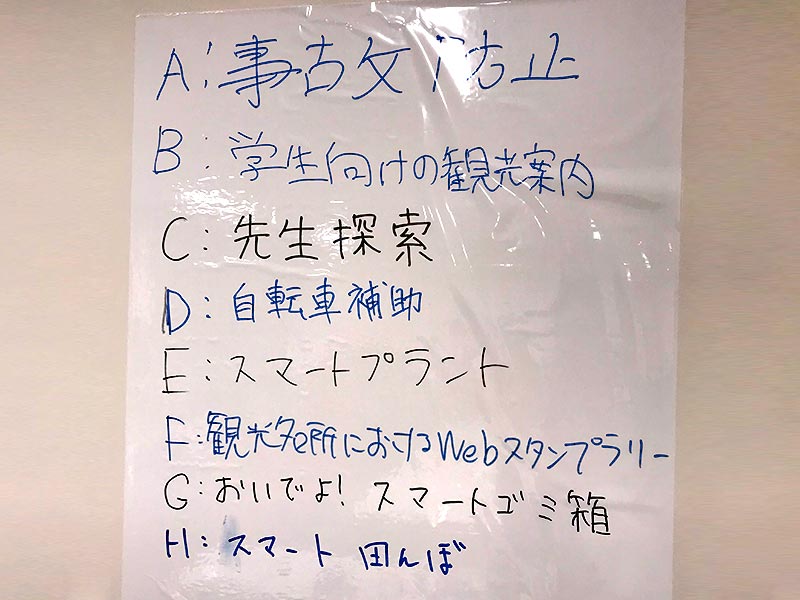 A:事故防止
B:学生向けの観光案内
C:先生探索
D:自転車補助
E:スマートプラント
F:観光名所におけるWebスタンプラリー
G:おいでよ! スマートゴミ箱
H:スマート 田んぼ